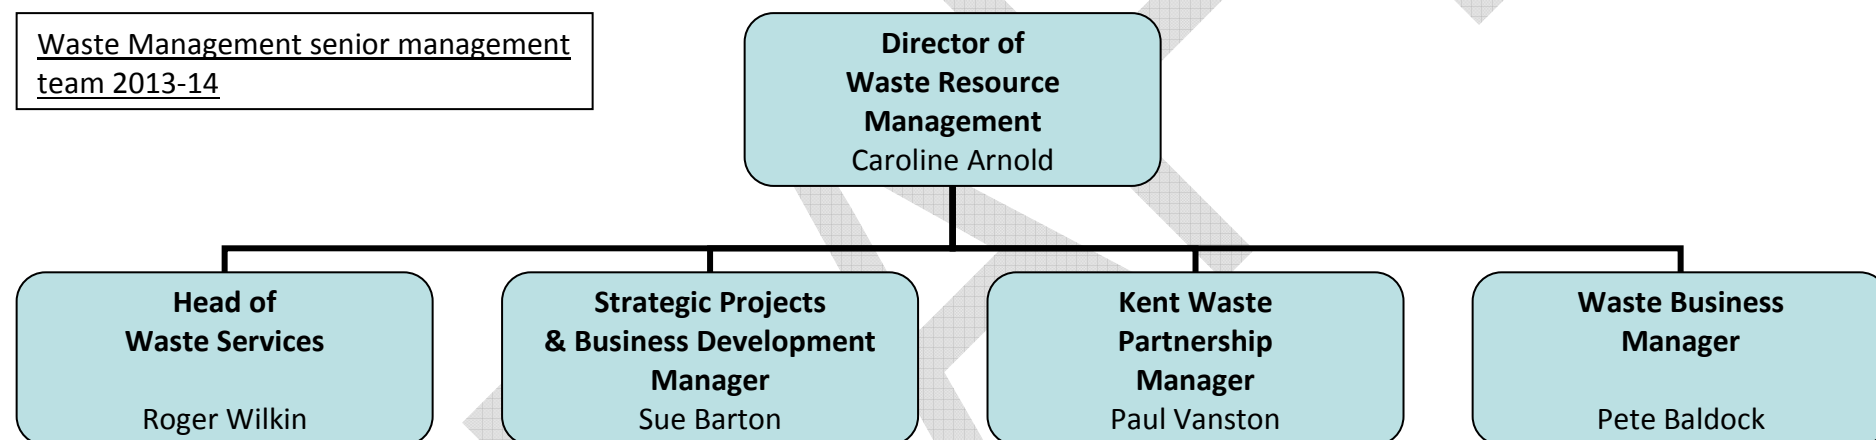 Waste Management senior management
team 2013-14
Director of
Waste Resource
Management
Caroline Arnold
Head of
Waste Services
Roger Wilkin
Strategic Projects
& Business Development
Manager
Sue Barton
Kent Waste
Partnership
Manager
Paul Vanston
Waste Business
Manager
Pete Baldock